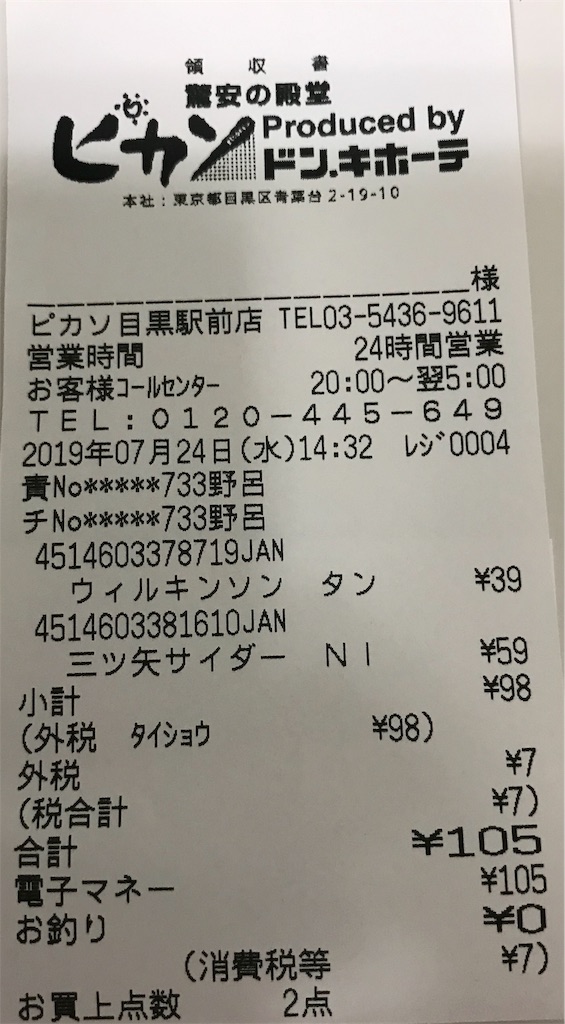 領収書
驚安の殿堂
ピカソ Produced by
ドン.キホーテ
本社：東京都目黒区青葉台2-19-10
様
ピカソ目黒駅前店 TEL03-5436-9611
営業時間 24時間営業
お客様コールセンター 20:00〜翌5:00
TEL:0120-445-649
2019年07月24日(水)14:32 レジ0004
責No*****733野呂
チNo*****733野呂
4514603378719JAN
ウィルキンソン タン ¥39
4514603381610JAN
三ツ矢サイダー NI ¥59
小計 ¥98
(外税 タイショウ ¥98)
外税 ¥7
(税合計 ¥7)
合計 ¥105
電子マネー ¥105
お釣り ¥0
(消費税等 ¥7)
お買上点数 2点